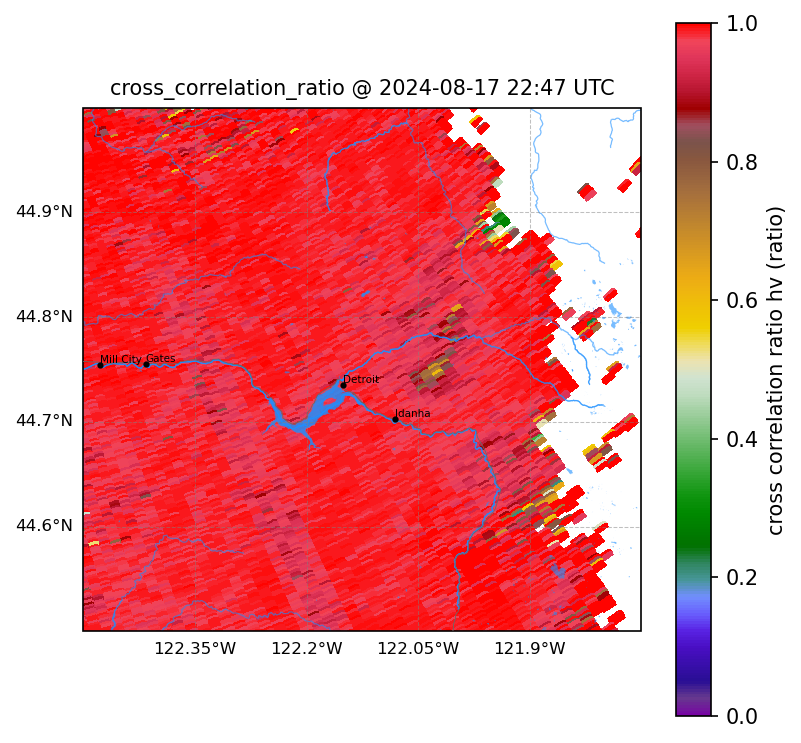 cross_correlation_ratio @ 2024-08-17 22:47 UTC
1.0
0.8
0.6
0.4
0.2
0.0
cross correlation ratio hv (ratio)
44.9°N
44.8°N
44.7°N
44.6°N
Mill City
Gates
Detroit
Idanha
122.35°W
122.2°W
122.05°W
121.9°W